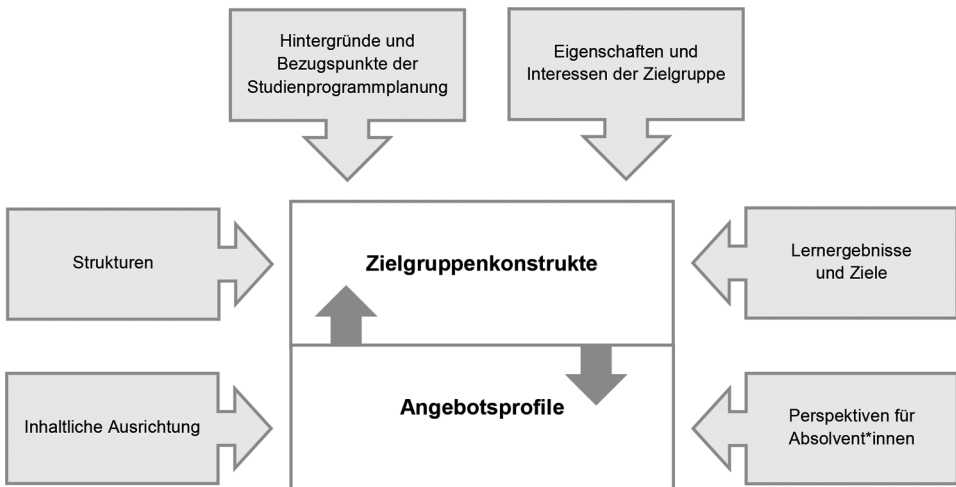 Hintergründe und
Bezugspunkte der
Studienprogrammplanung
Eigenschaften und
Interessen der Zielgruppe
Strukturen
Zielgruppenkonstrukte
Lernergebnisse
und Ziele
Inhaltliche Ausrichtung
Angebotsprofile
Perspektiven für
Absolvent*innen